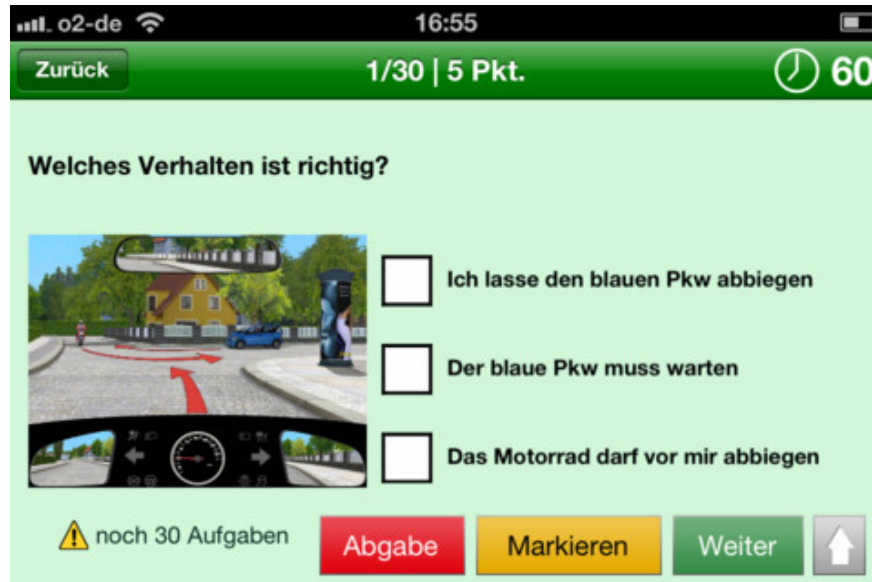 o2-de 16:55
Zurück 1/30 | 5 Pkt. 60
Welches Verhalten ist richtig?
Ich lasse den blauen Pkw abbiegen
Der blaue Pkw muss warten
Das Motorrad darf vor mir abbiegen
noch 30 Aufgaben Abgabe Markieren Weiter